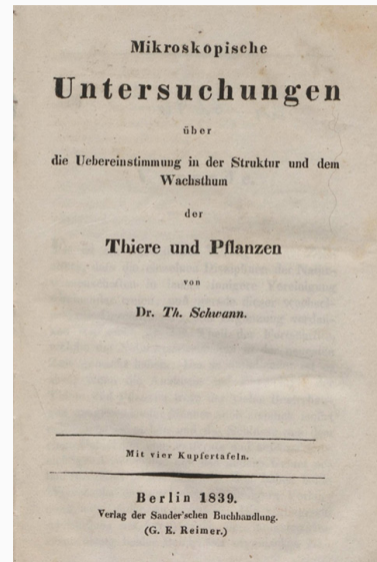 Mikroskopische
Untersuchungen
über
die Uebereinstimmung in der Struktur und dem
Wachsthum
der
Thiere und Pflanzen
von
Dr. Th. Schwann.
Mit vier Kupfertafeln.
Berlin 1839.
Verlag der Sander'schen Buchhandlung.
(G. E. Reimer.)